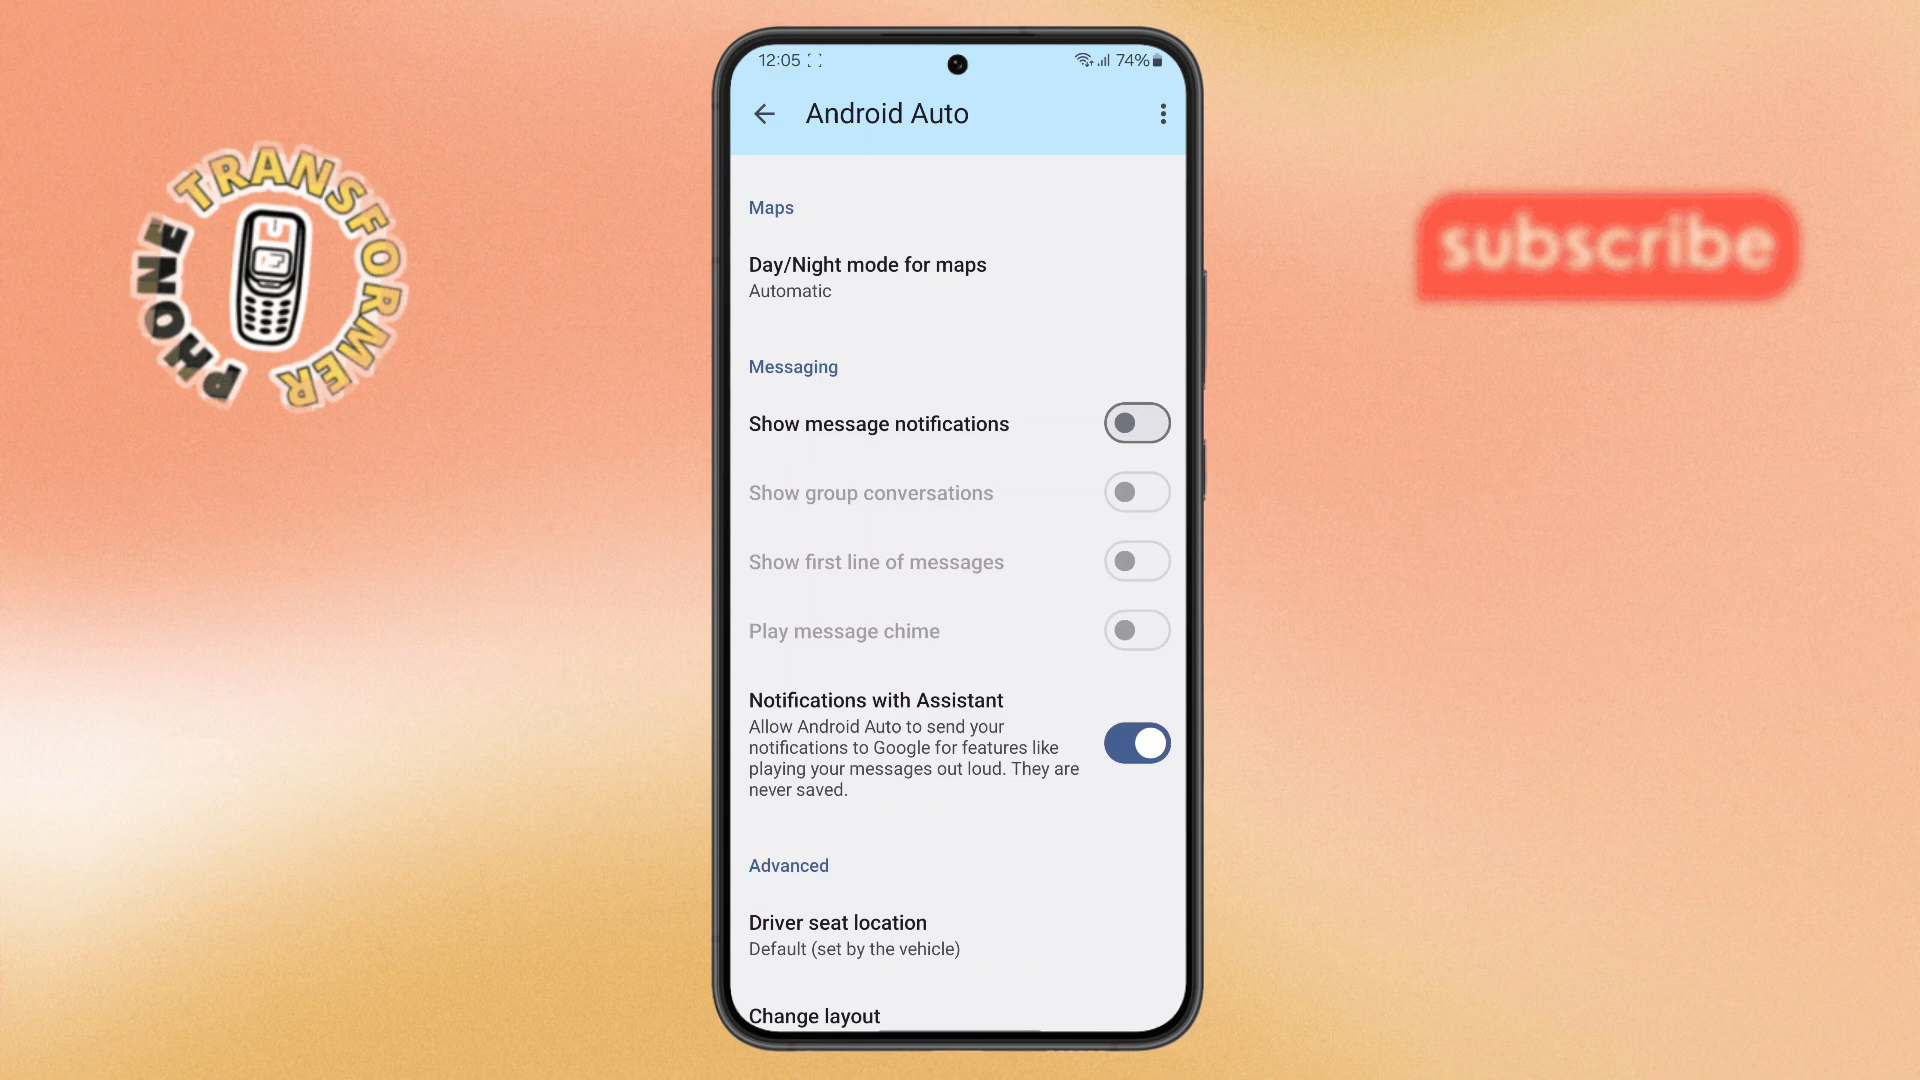 PHONE TRANSFORMER
subscribe
12:05
74%
Android Auto
Maps
Day/Night mode for maps
Automatic
Messaging
Show message notifications
Show group conversations
Show first line of messages
Play message chime
Notifications with Assistant
Allow Android Auto to send your
notifications to Google for features like
playing your messages out loud. They are
never saved.
Advanced
Driver seat location
Default (set by the vehicle)
Change layout